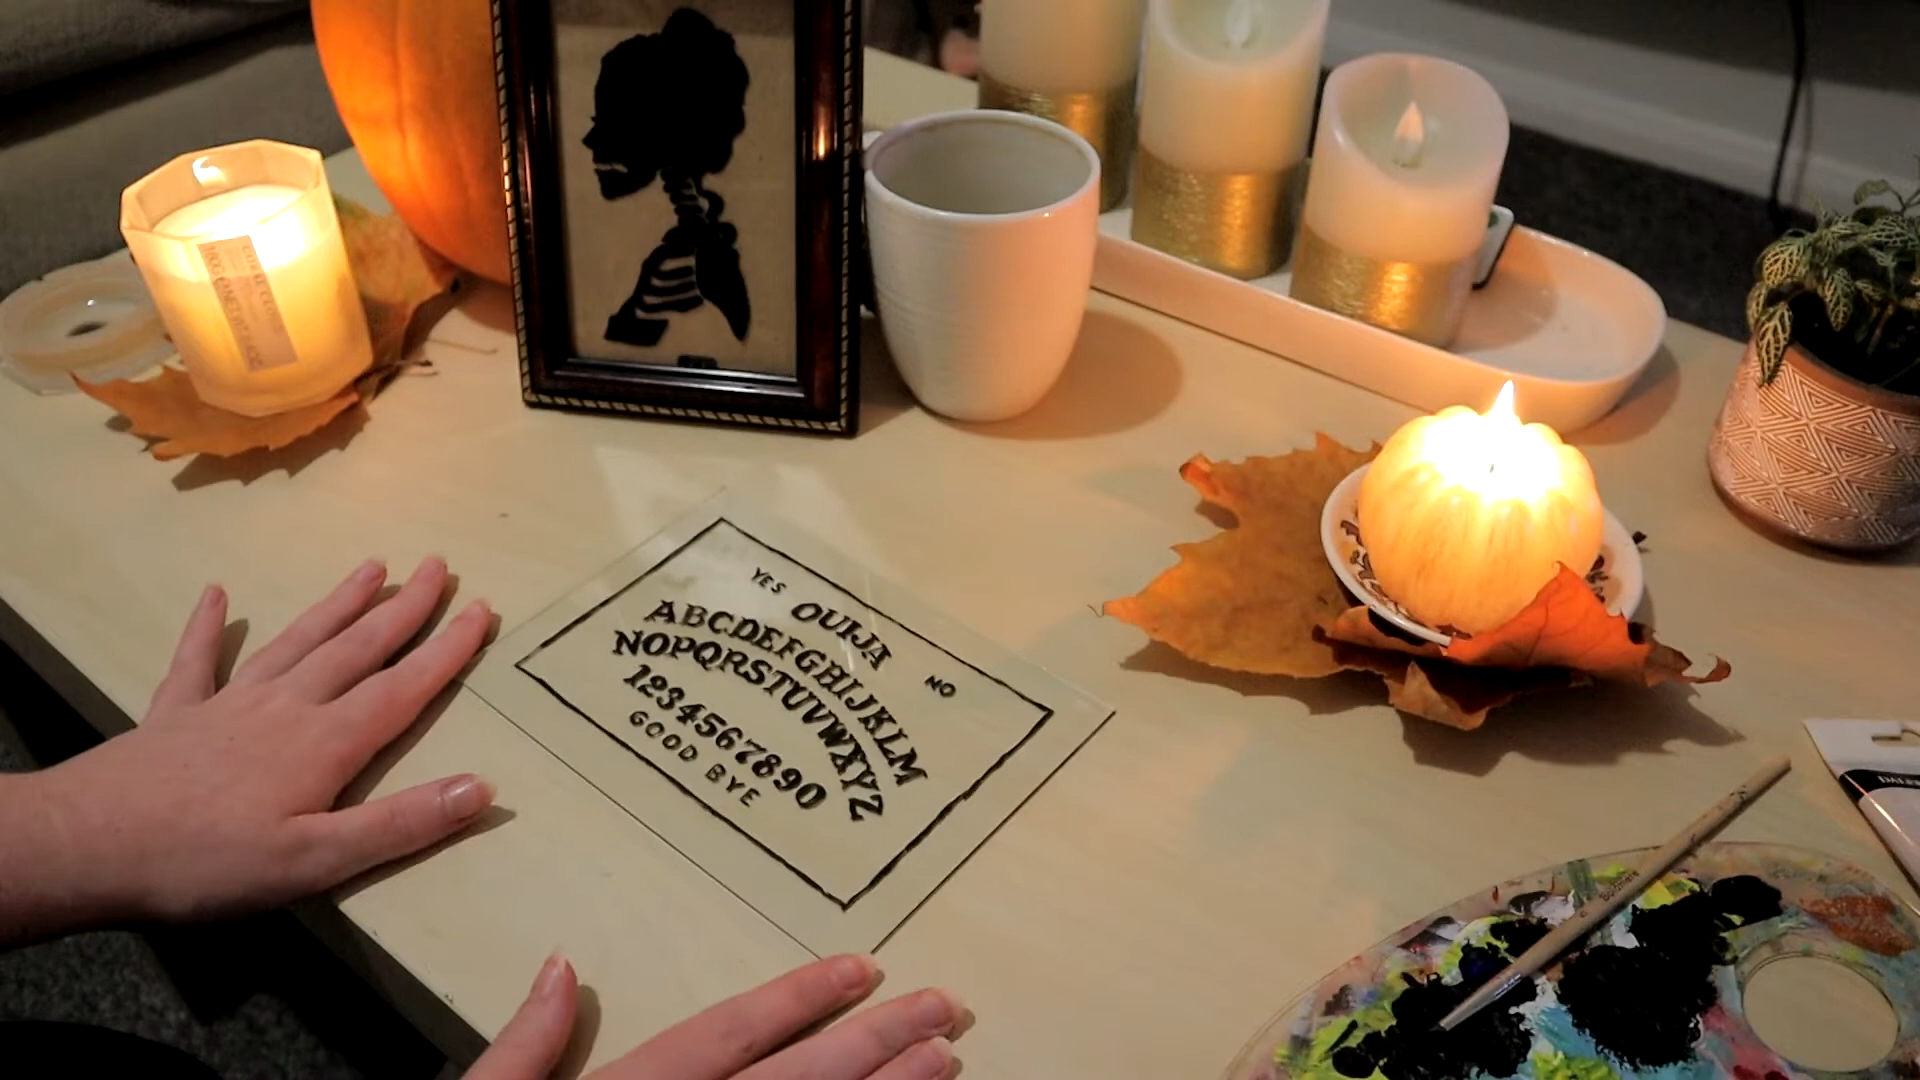 YES
OUIJA
NO
ABCDEFGHIJKLM
NOPQRSTUVWXYZ
1234567890
GOOD BYE